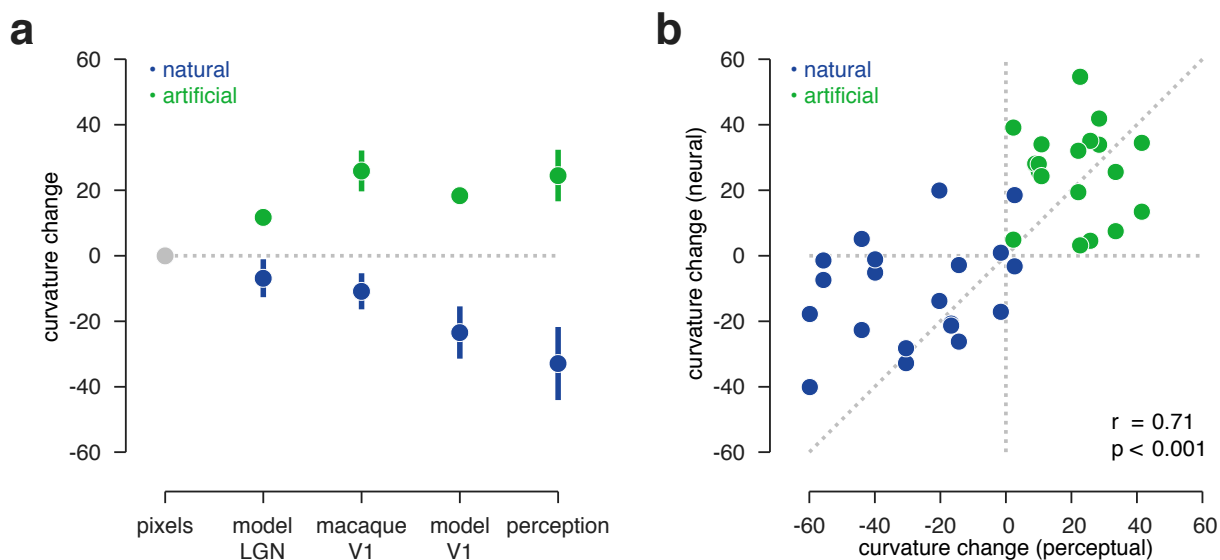 a
curvature change
60
40
20
0
-20
-40
-60
natural
artificial
pixels
model
LGN
macaque
V1
model
V1
perception
b
curvature change (neural)
60
40
20
0
-20
-40
-60
natural
artificial
r = 0.71
p < 0.001
-60 -40 -20 0 20 40 60
curvature change (perceptual)